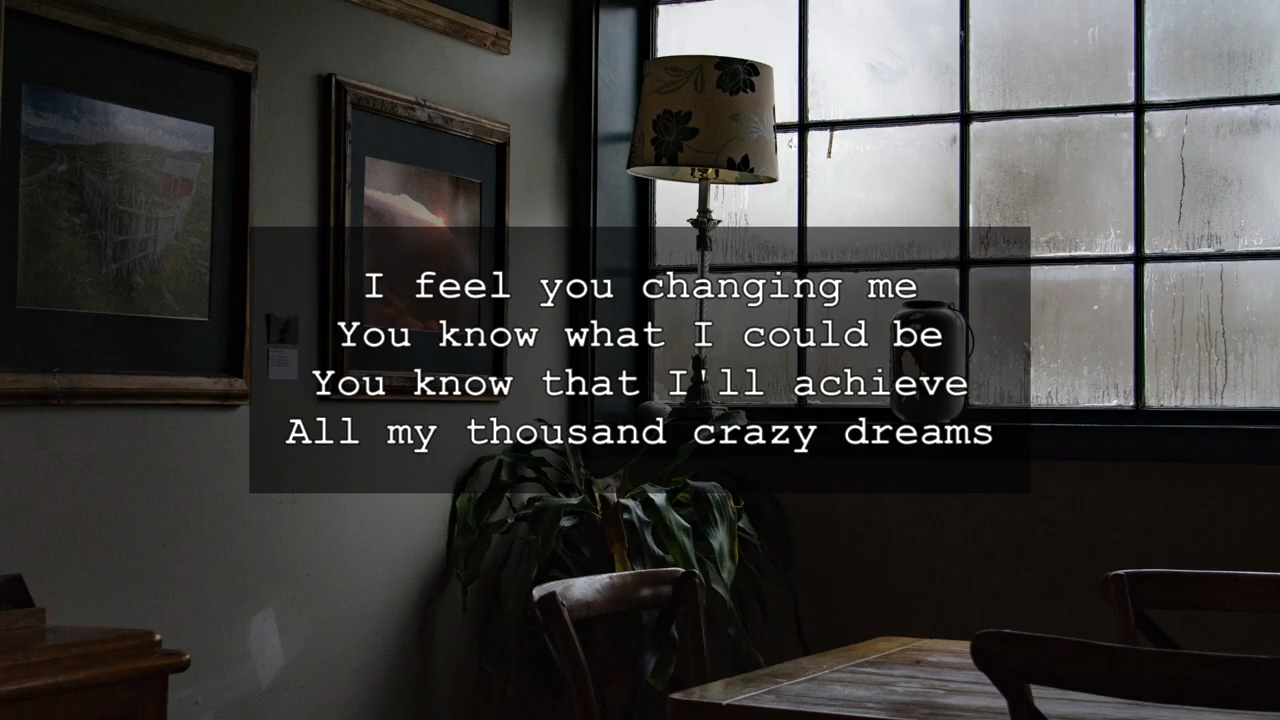 I feel you changing me
You know what I could be
You know that I'll achieve
All my thousand crazy dreams